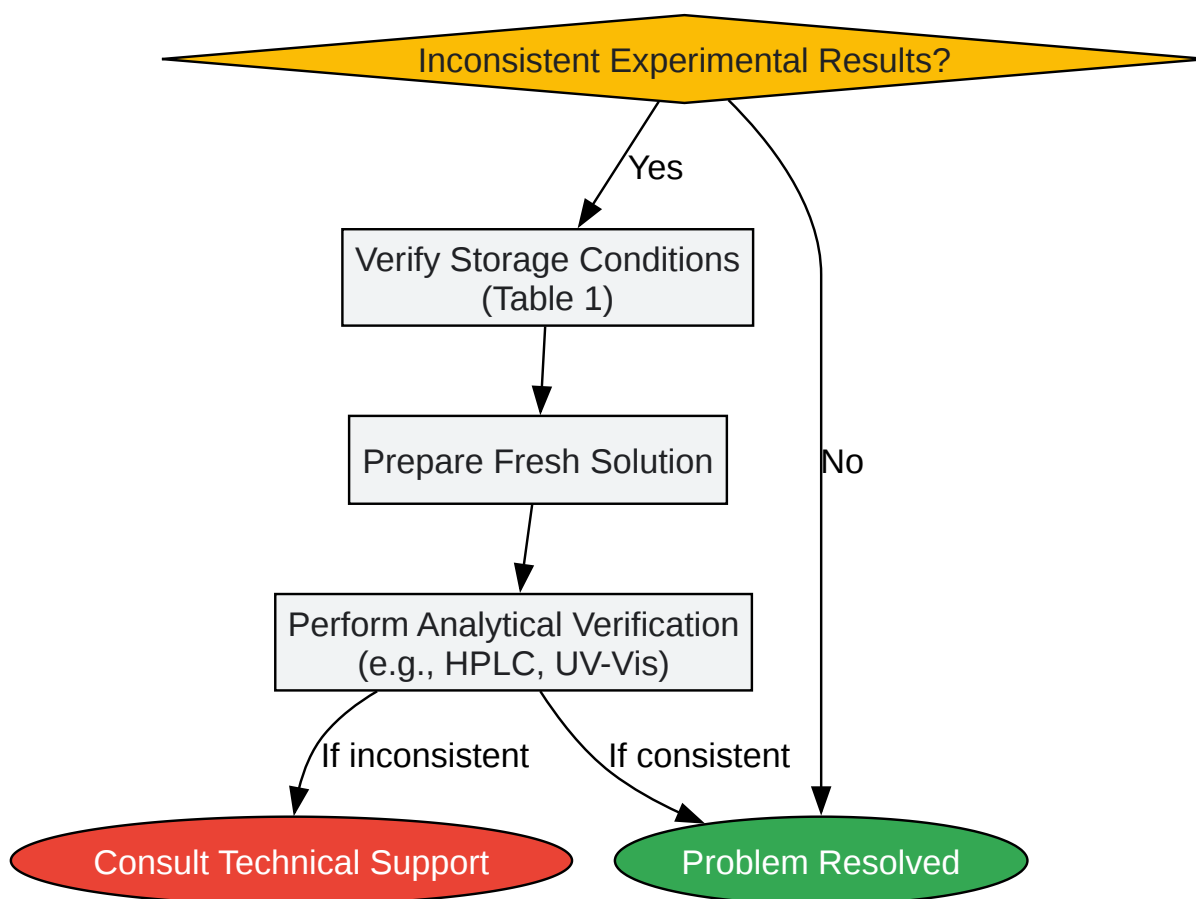 Inconsistent Experimental Results?
Yes
Verify Storage Conditions
(Table 1)
Prepare Fresh Solution
No
Perform Analytical Verification
(e.g., HPLC, UV-Vis)
If inconsistent
If consistent
Consult Technical Support
Problem Resolved